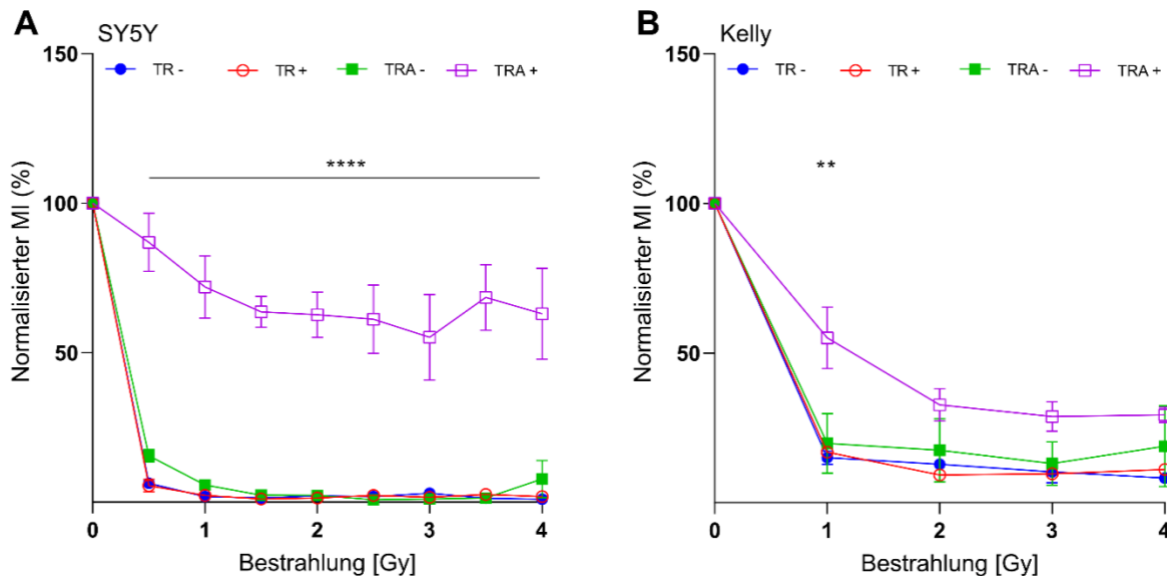 A SY5Y
150
TR - TR + TRA - TRA +
****
100
Normalisierter MI (%)
50
0 1 2 3 4
Bestrahlung [Gy]
B Kelly
150
TR - TR + TRA - TRA +
**
100
Normalisierter MI (%)
50
0 1 2 3 4
Bestrahlung [Gy]